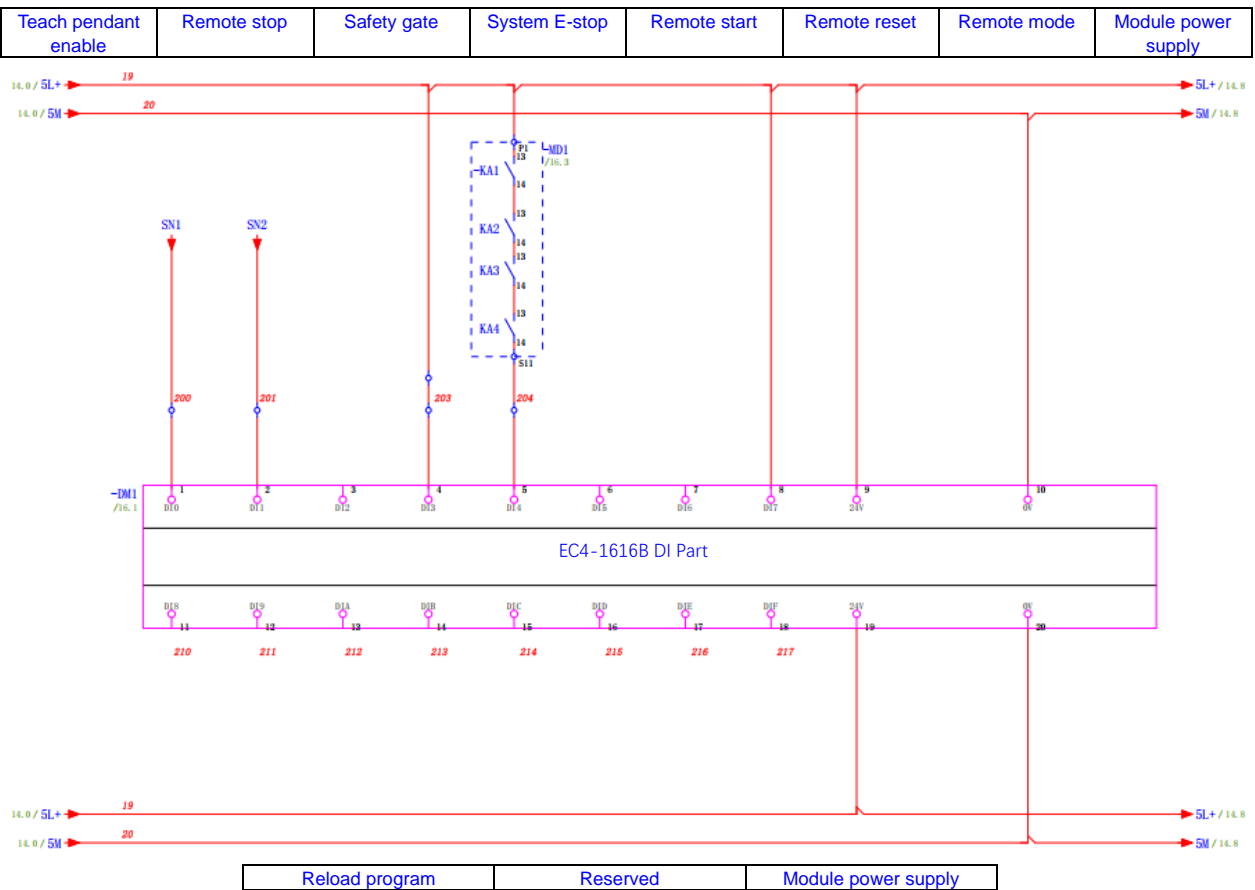 Teach pendant enable
Remote stop
Safety gate
System E-stop
Remote start
Remote reset
Remote mode
Module power supply
14.0 / 5L+
19
5L+ / 14.8
14.0 / 5M
20
5M / 14.8
P1
-MD1
13
/16.3
-KA1
14
13
KA2
14
13
KA3
14
13
KA4
14
S11
SN1
SN2
200
201
203
204
-DM1
/16.1
1
2
3
4
5
6
7
8
9
10
DI0
DI1
DI2
DI3
DI4
DI5
DI6
DI7
24V
0V
EC4-1616B DI Part
DI8
DI9
DIA
DIB
DIC
DID
DIE
DIF
24V
0V
11
12
13
14
15
16
17
18
19
20
210
211
212
213
214
215
216
217
14.0 / 5L+
19
5L+ / 14.8
14.0 / 5M
20
5M / 14.8
Reload program
Reserved
Module power supply